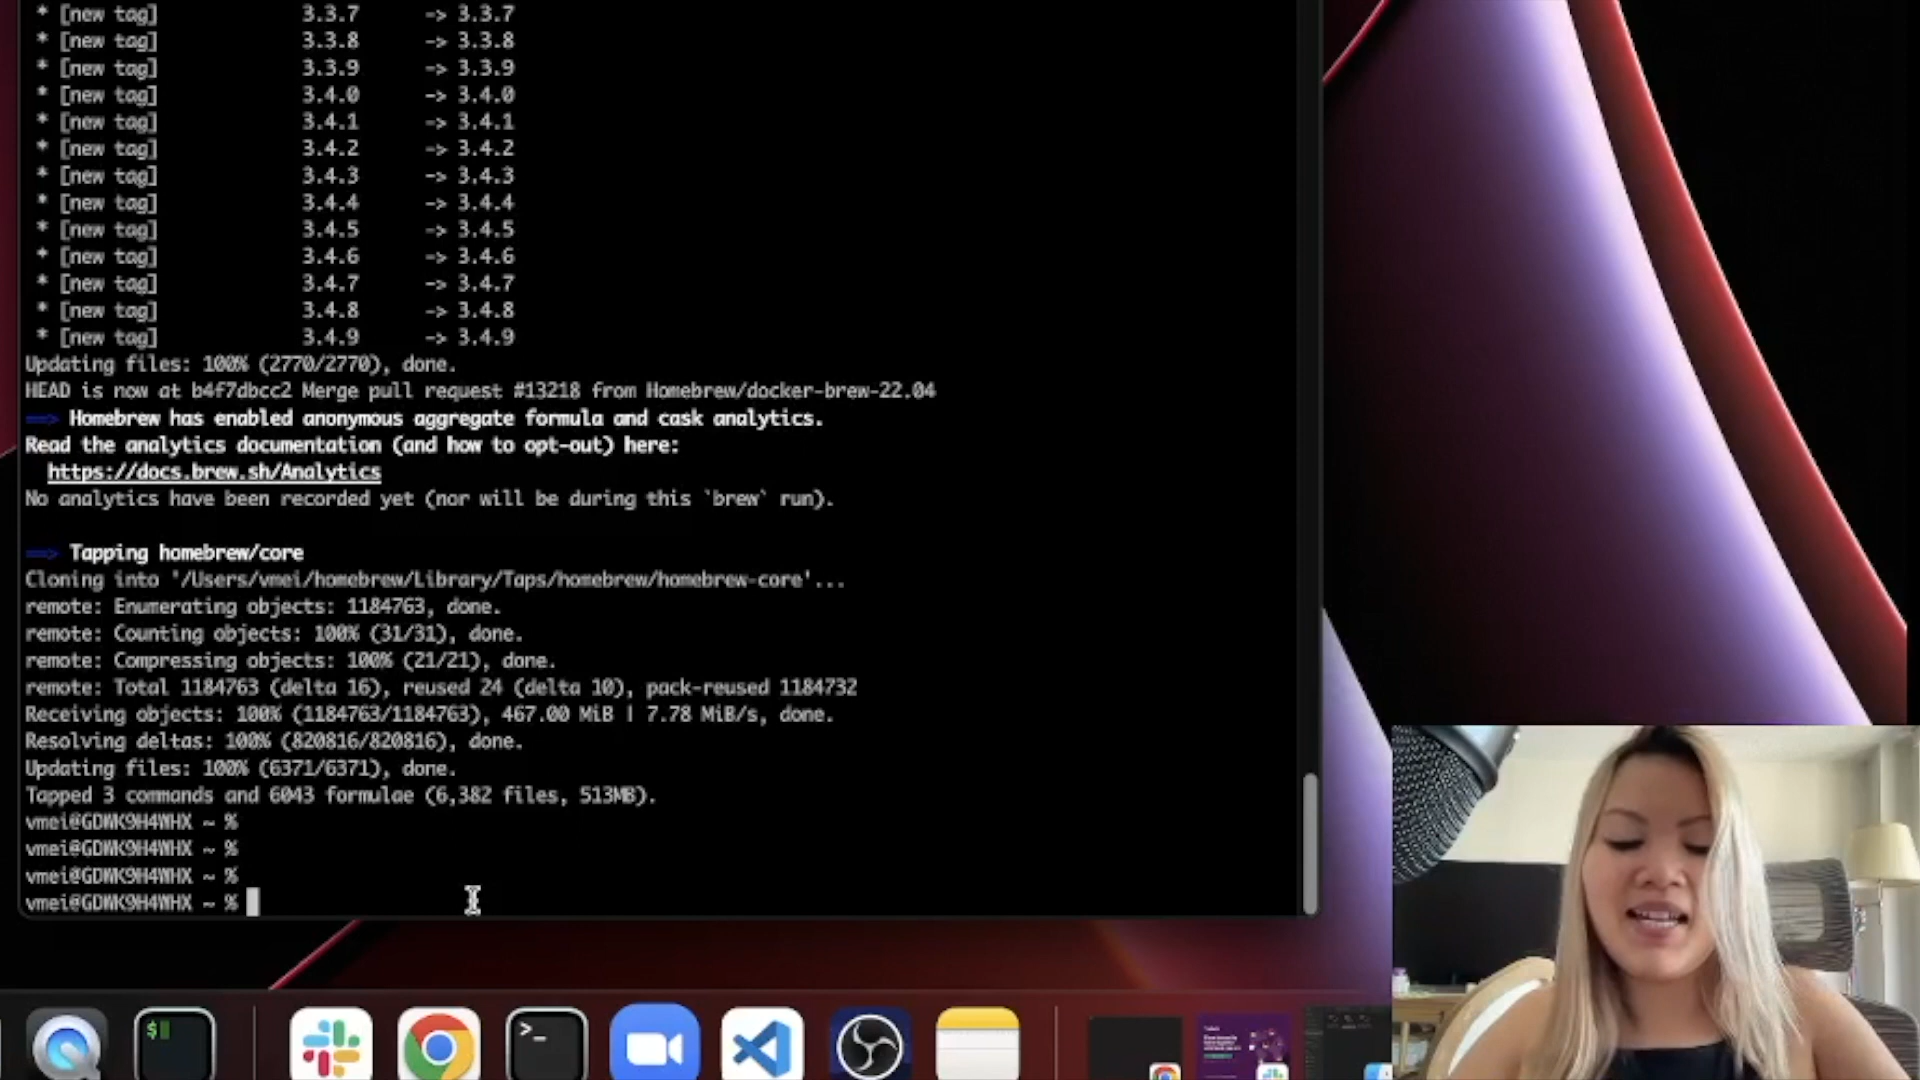 * [new tag] 3.3.7 -> 3.3.7
* [new tag] 3.3.8 -> 3.3.8
* [new tag] 3.3.9 -> 3.3.9
* [new tag] 3.4.0 -> 3.4.0
* [new tag] 3.4.1 -> 3.4.1
* [new tag] 3.4.2 -> 3.4.2
* [new tag] 3.4.3 -> 3.4.3
* [new tag] 3.4.4 -> 3.4.4
* [new tag] 3.4.5 -> 3.4.5
* [new tag] 3.4.6 -> 3.4.6
* [new tag] 3.4.7 -> 3.4.7
* [new tag] 3.4.8 -> 3.4.8
* [new tag] 3.4.9 -> 3.4.9
Updating files: 100% (2770/2770), done.
HEAD is now at b4f7dbcc2 Merge pull request #13218 from Homebrew/docker-brew-22.04
==> Homebrew has enabled anonymous aggregate formula and cask analytics.
Read the analytics documentation (and how to opt-out) here:
https://docs.brew.sh/Analytics
No analytics have been recorded yet (nor will be during this `brew` run).
==> Tapping homebrew/core
Cloning into '/Users/vmei/homebrew/Library/Taps/homebrew/homebrew-core'...
remote: Enumerating objects: 1184763, done.
remote: Counting objects: 100% (31/31), done.
remote: Compressing objects: 100% (21/21), done.
remote: Total 1184763 (delta 16), reused 24 (delta 10), pack-reused 1184732
Receiving objects: 100% (1184763/1184763), 467.00 MiB | 7.78 MiB/s, done.
Resolving deltas: 100% (820816/820816), done.
Updating files: 100% (6371/6371), done.
Tapped 3 commands and 6043 formulae (6,382 files, 513MB).
vmei@GDWK9H4WHX ~ %
vmei@GDWK9H4WHX ~ %
vmei@GDWK9H4WHX ~ %
vmei@GDWK9H4WHX ~ %
$
>_